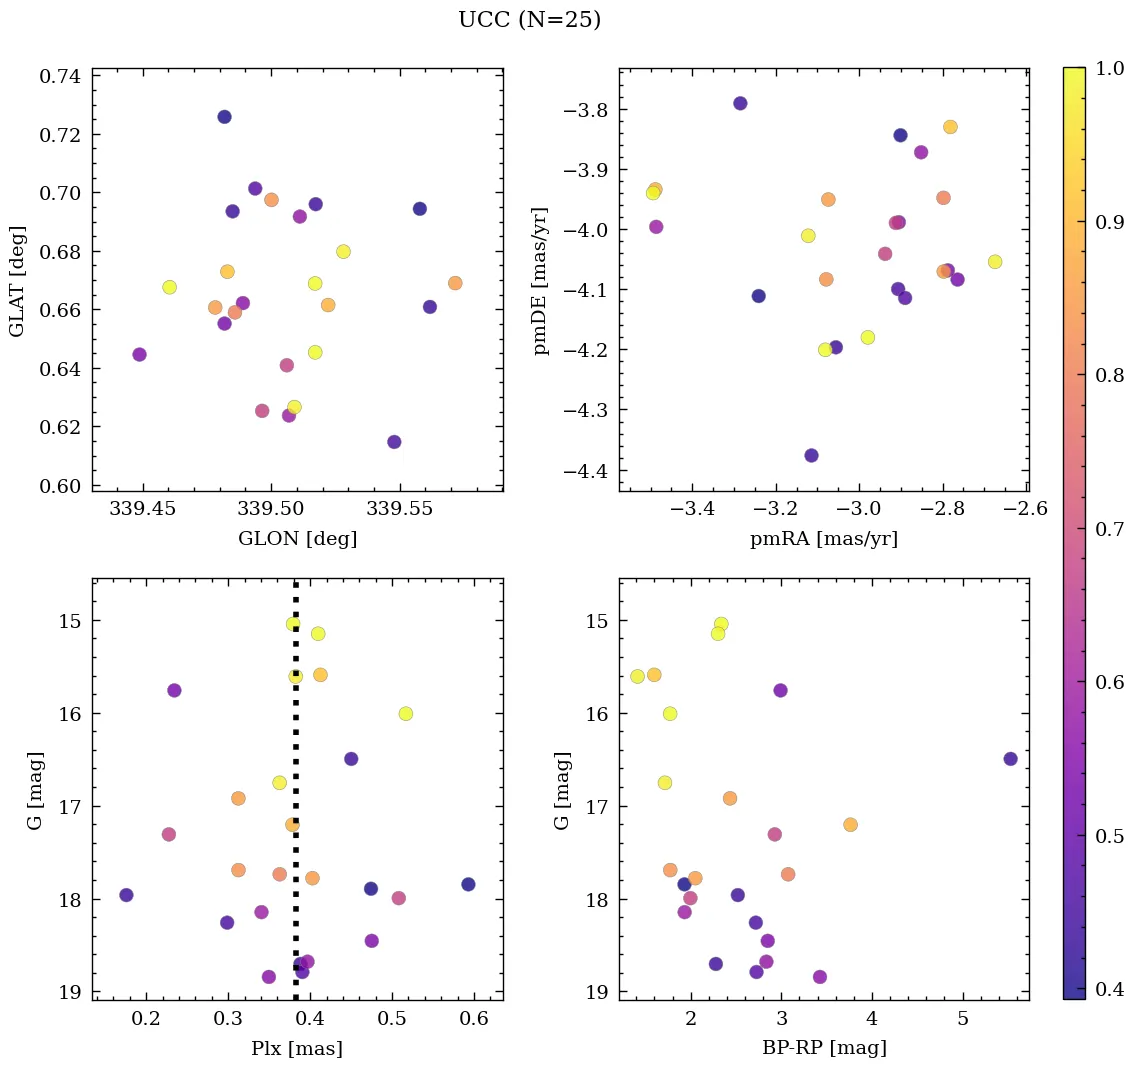 UCC (N=25)
0.74
0.72
0.70
0.68
0.66
0.64
0.62
0.60
GLAT [deg]
339.45 339.50 339.55
GLON [deg]
−3.8
−3.9
−4.0
−4.1
−4.2
−4.3
−4.4
pmDE [mas/yr]
−3.4 −3.2 −3.0 −2.8 −2.6
pmRA [mas/yr]
1.0
0.9
0.8
0.7
0.6
0.5
0.4
15
16
17
18
19
G [mag]
0.2 0.3 0.4 0.5 0.6
Plx [mas]
15
16
17
18
19
G [mag]
2 3 4 5
BP-RP [mag]